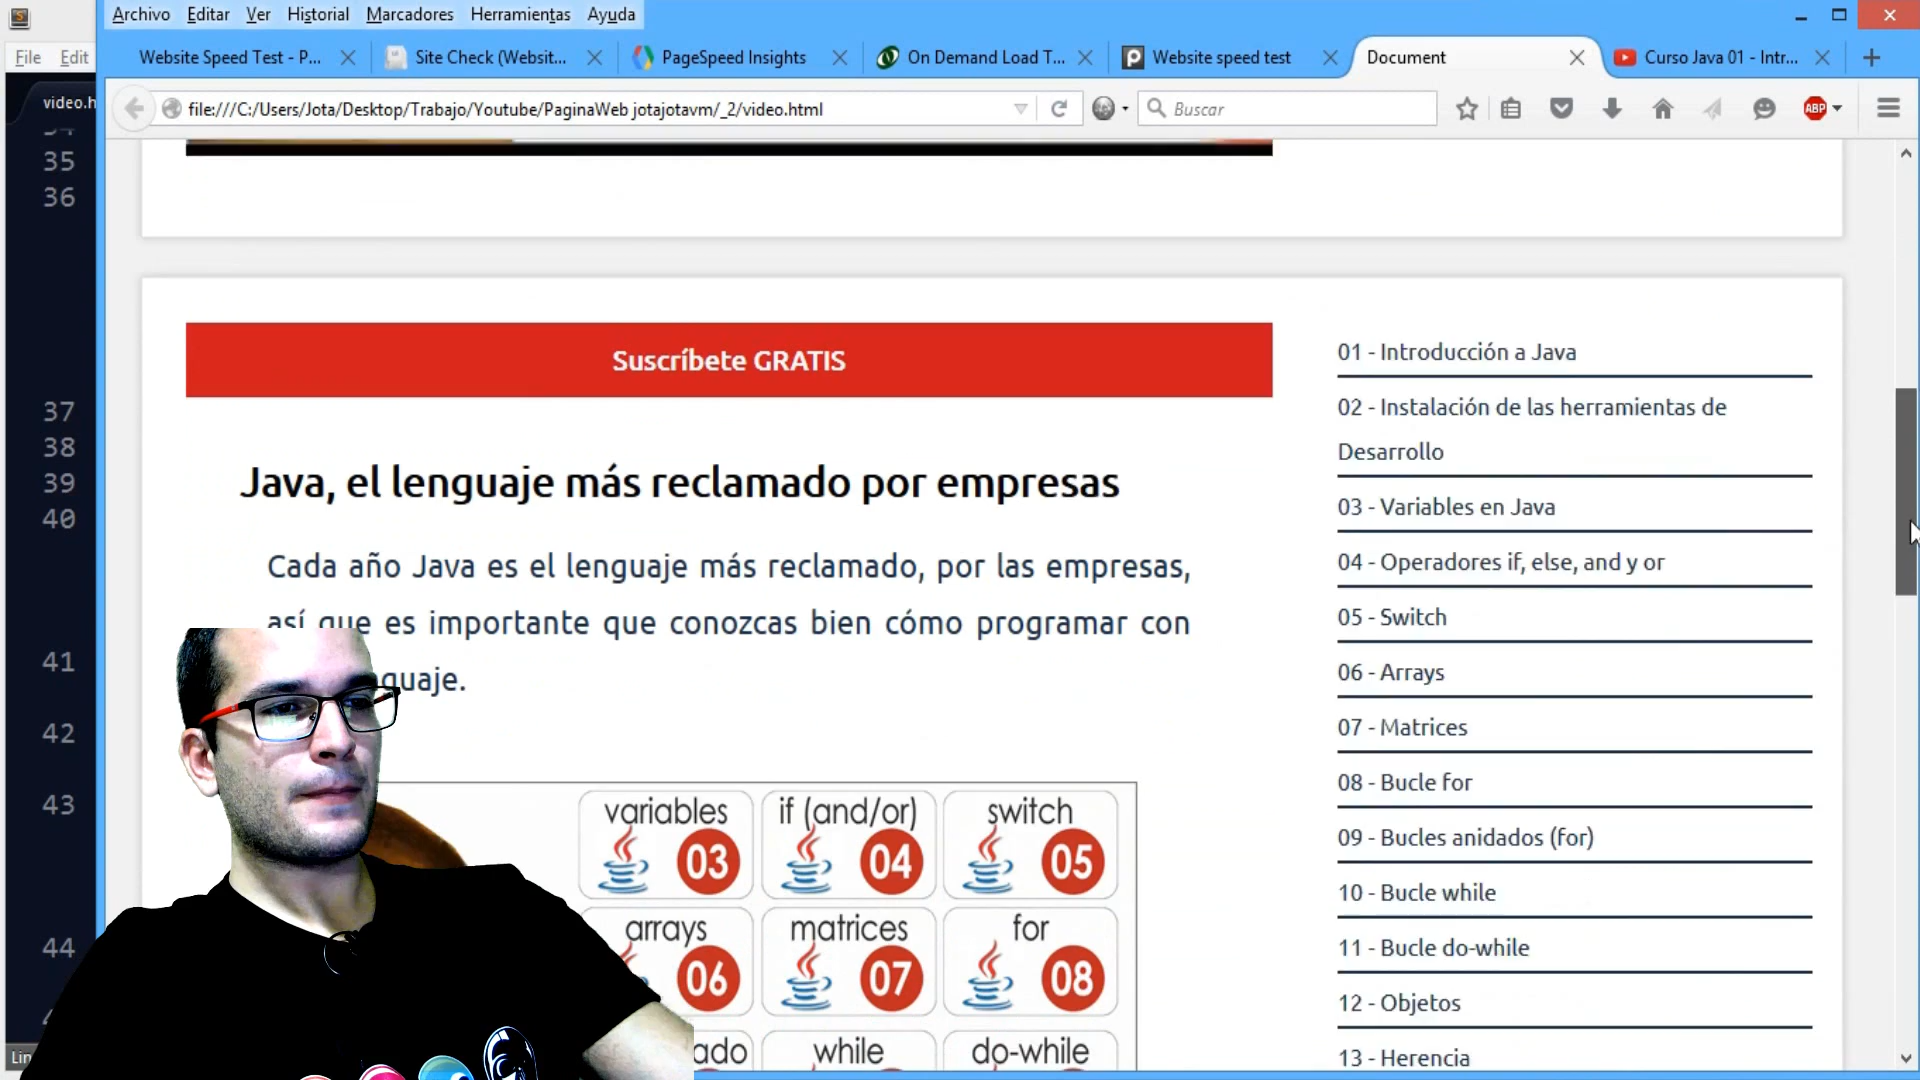 Archivo Editar Ver Historial Marcadores Herramientas Ayuda
File Edit
Website Speed Test - P... Site Check (Websit... PageSpeed Insights On Demand Load T... Website speed test Document Curso Java 01 - Intr...
video.h
file:///C:/Users/Jota/Desktop/Trabajo/Youtube/PaginaWeb jotajotavm/_2/video.html
Buscar
ABP
35
36
37
38
39
40
41
42
43
44
Suscríbete GRATIS
Java, el lenguaje más reclamado por empresas
Cada año Java es el lenguaje más reclamado, por las empresas,
así que es importante que conozcas bien cómo programar con
guaje.
variables
03
if (and/or)
04
switch
05
arrays
06
matrices
07
for
08
ado
while
do-while
01 - Introducción a Java
02 - Instalación de las herramientas de
Desarrollo
03 - Variables en Java
04 - Operadores if, else, and y or
05 - Switch
06 - Arrays
07 - Matrices
08 - Bucle for
09 - Bucles anidados (for)
10 - Bucle while
11 - Bucle do-while
12 - Objetos
13 - Herencia